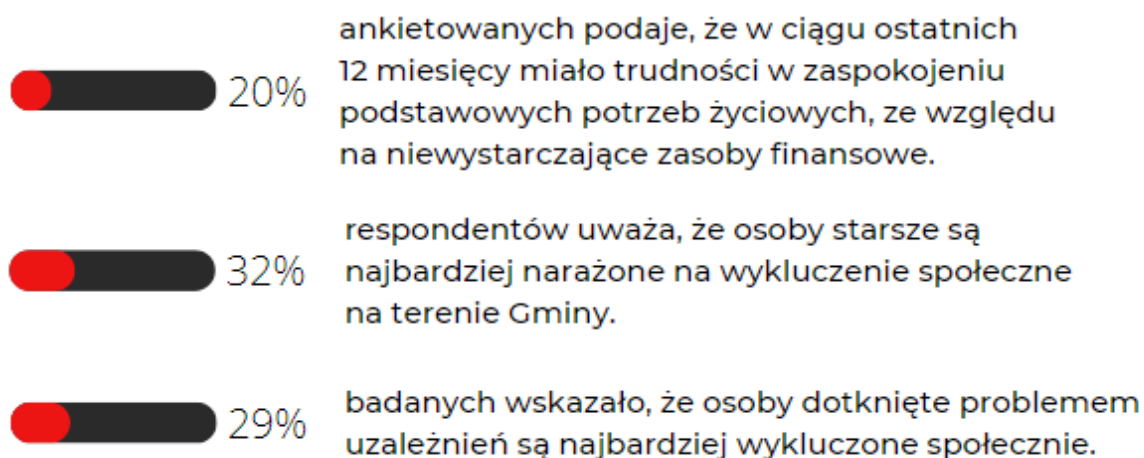 ankietowanych podaje, że w ciągu ostatnich
12 miesięcy miało trudności w zaspokojeniu
20%
podstawowych potrzeb życiowych, ze względu
na niewystarczające zasoby finansowe.
respondentów uważa, że osoby starsze są
32%
najbardziej narażone na wykluczenie społeczne
na terenie Gminy.
29%
badanych wskazało, że osoby dotknięte problemem
uzależnień są najbardziej wykluczone społecznie.